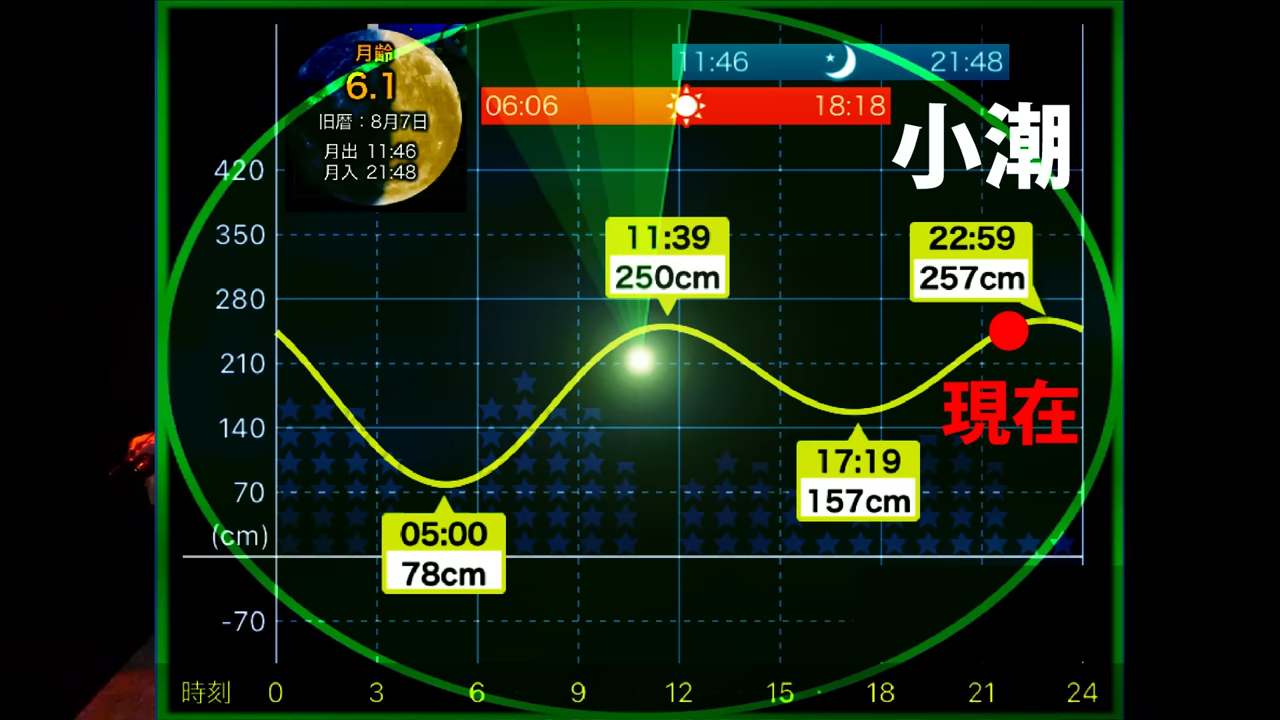 月齢
6.1
旧暦：8月7日
月出 11:46
月入 21:48
11:46 21:48
06:06 18:18
小潮
420
350
280
210
140
70
(cm)
-70
11:39
250cm
22:59
257cm
現在
17:19
157cm
05:00
78cm
時刻 0 3 6 9 12 15 18 21 24